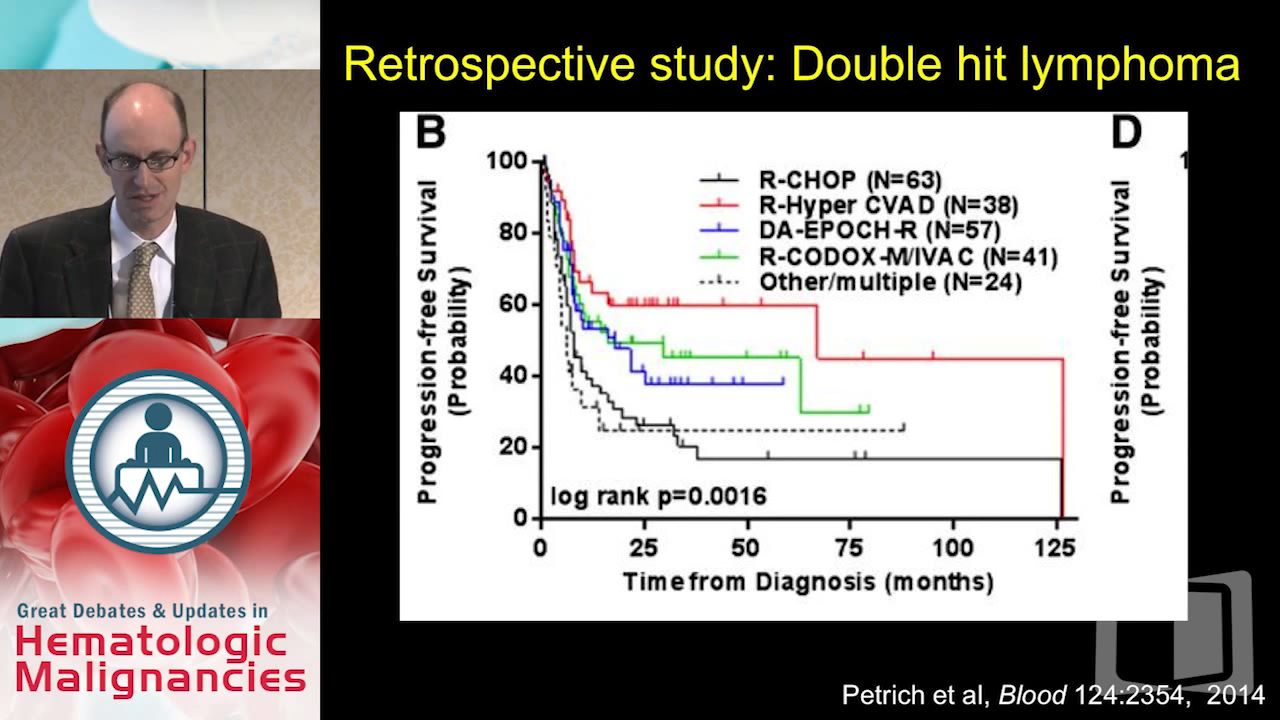 Retrospective study: Double hit lymphoma
B
D
Progression-free Survival
(Probability)
100
80
60
40
20
0
R-CHOP (N=63)
R-Hyper CVAD (N=38)
DA-EPOCH-R (N=57)
R-CODOX-M/IVAC (N=41)
Other/multiple (N=24)
log rank p=0.0016
0 25 50 75 100 125
Time from Diagnosis (months)
1
Progression-free Survival
(Probability)
Great Debates & Updates in
Hematologic
Malignancies
Petrich et al, Blood 124:2354, 2014